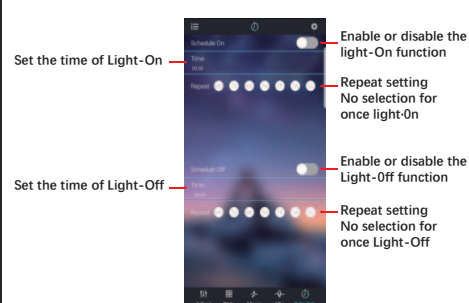 Set the time of Light-On
Set the time of Light-Off
Schedule On
Time
00:00
Repeat
Schedule Off
Time
Repeat
Enable or disable the
light-On function
Repeat setting
No selection for
once light·0n
Enable or disable the
Light-0ff function
Repeat setting
No selection for
once Light-Off